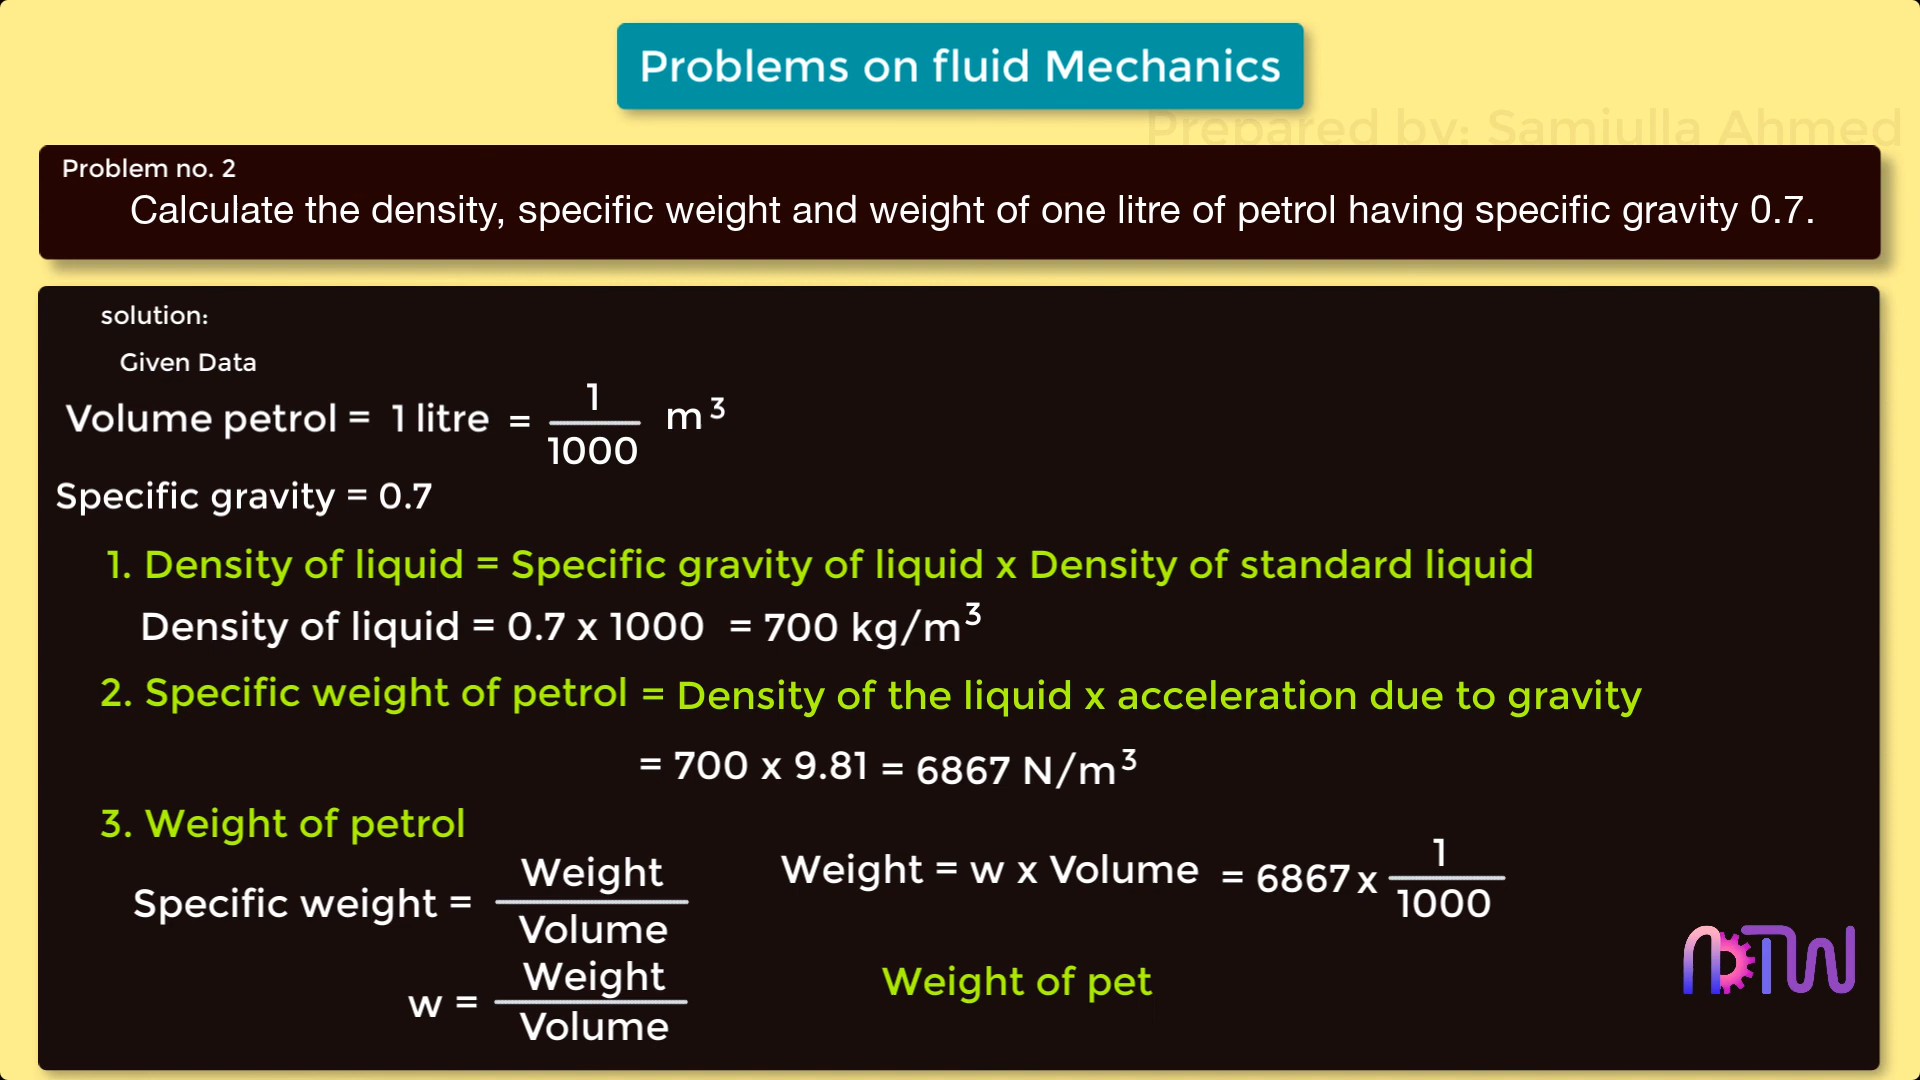 Problems on fluid Mechanics
Prepared by: Samiulla Ahmed
Problem no. 2
Calculate the density, specific weight and weight of one litre of petrol having specific gravity 0.7.
solution:
Given Data
Volume petrol = 1 litre = 1/1000 m³
Specific gravity = 0.7
1. Density of liquid = Specific gravity of liquid x Density of standard liquid
Density of liquid = 0.7 x 1000 = 700 kg/m³
2. Specific weight of petrol = Density of the liquid x acceleration due to gravity
= 700 x 9.81 = 6867 N/m³
3. Weight of petrol
Specific weight = Weight/Volume
w = Weight/Volume
Weight = w x Volume = 6867 x 1/1000
Weight of pet